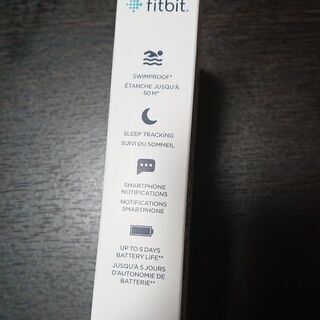 fitbit.
SWIMPROOF*
ÉTANCHE JUSQU'À
50 M*
SLEEP TRACKING
SUIVI DU SOMMEIL
SMARTPHONE
NOTIFICATIONS
NOTIFICATIONS
SMARTPHONE
UP TO 5 DAYS
BATTERY LIFE**
JUSQU'À 5 JOURS
D'AUTONOMIE DE
BATTERIE**